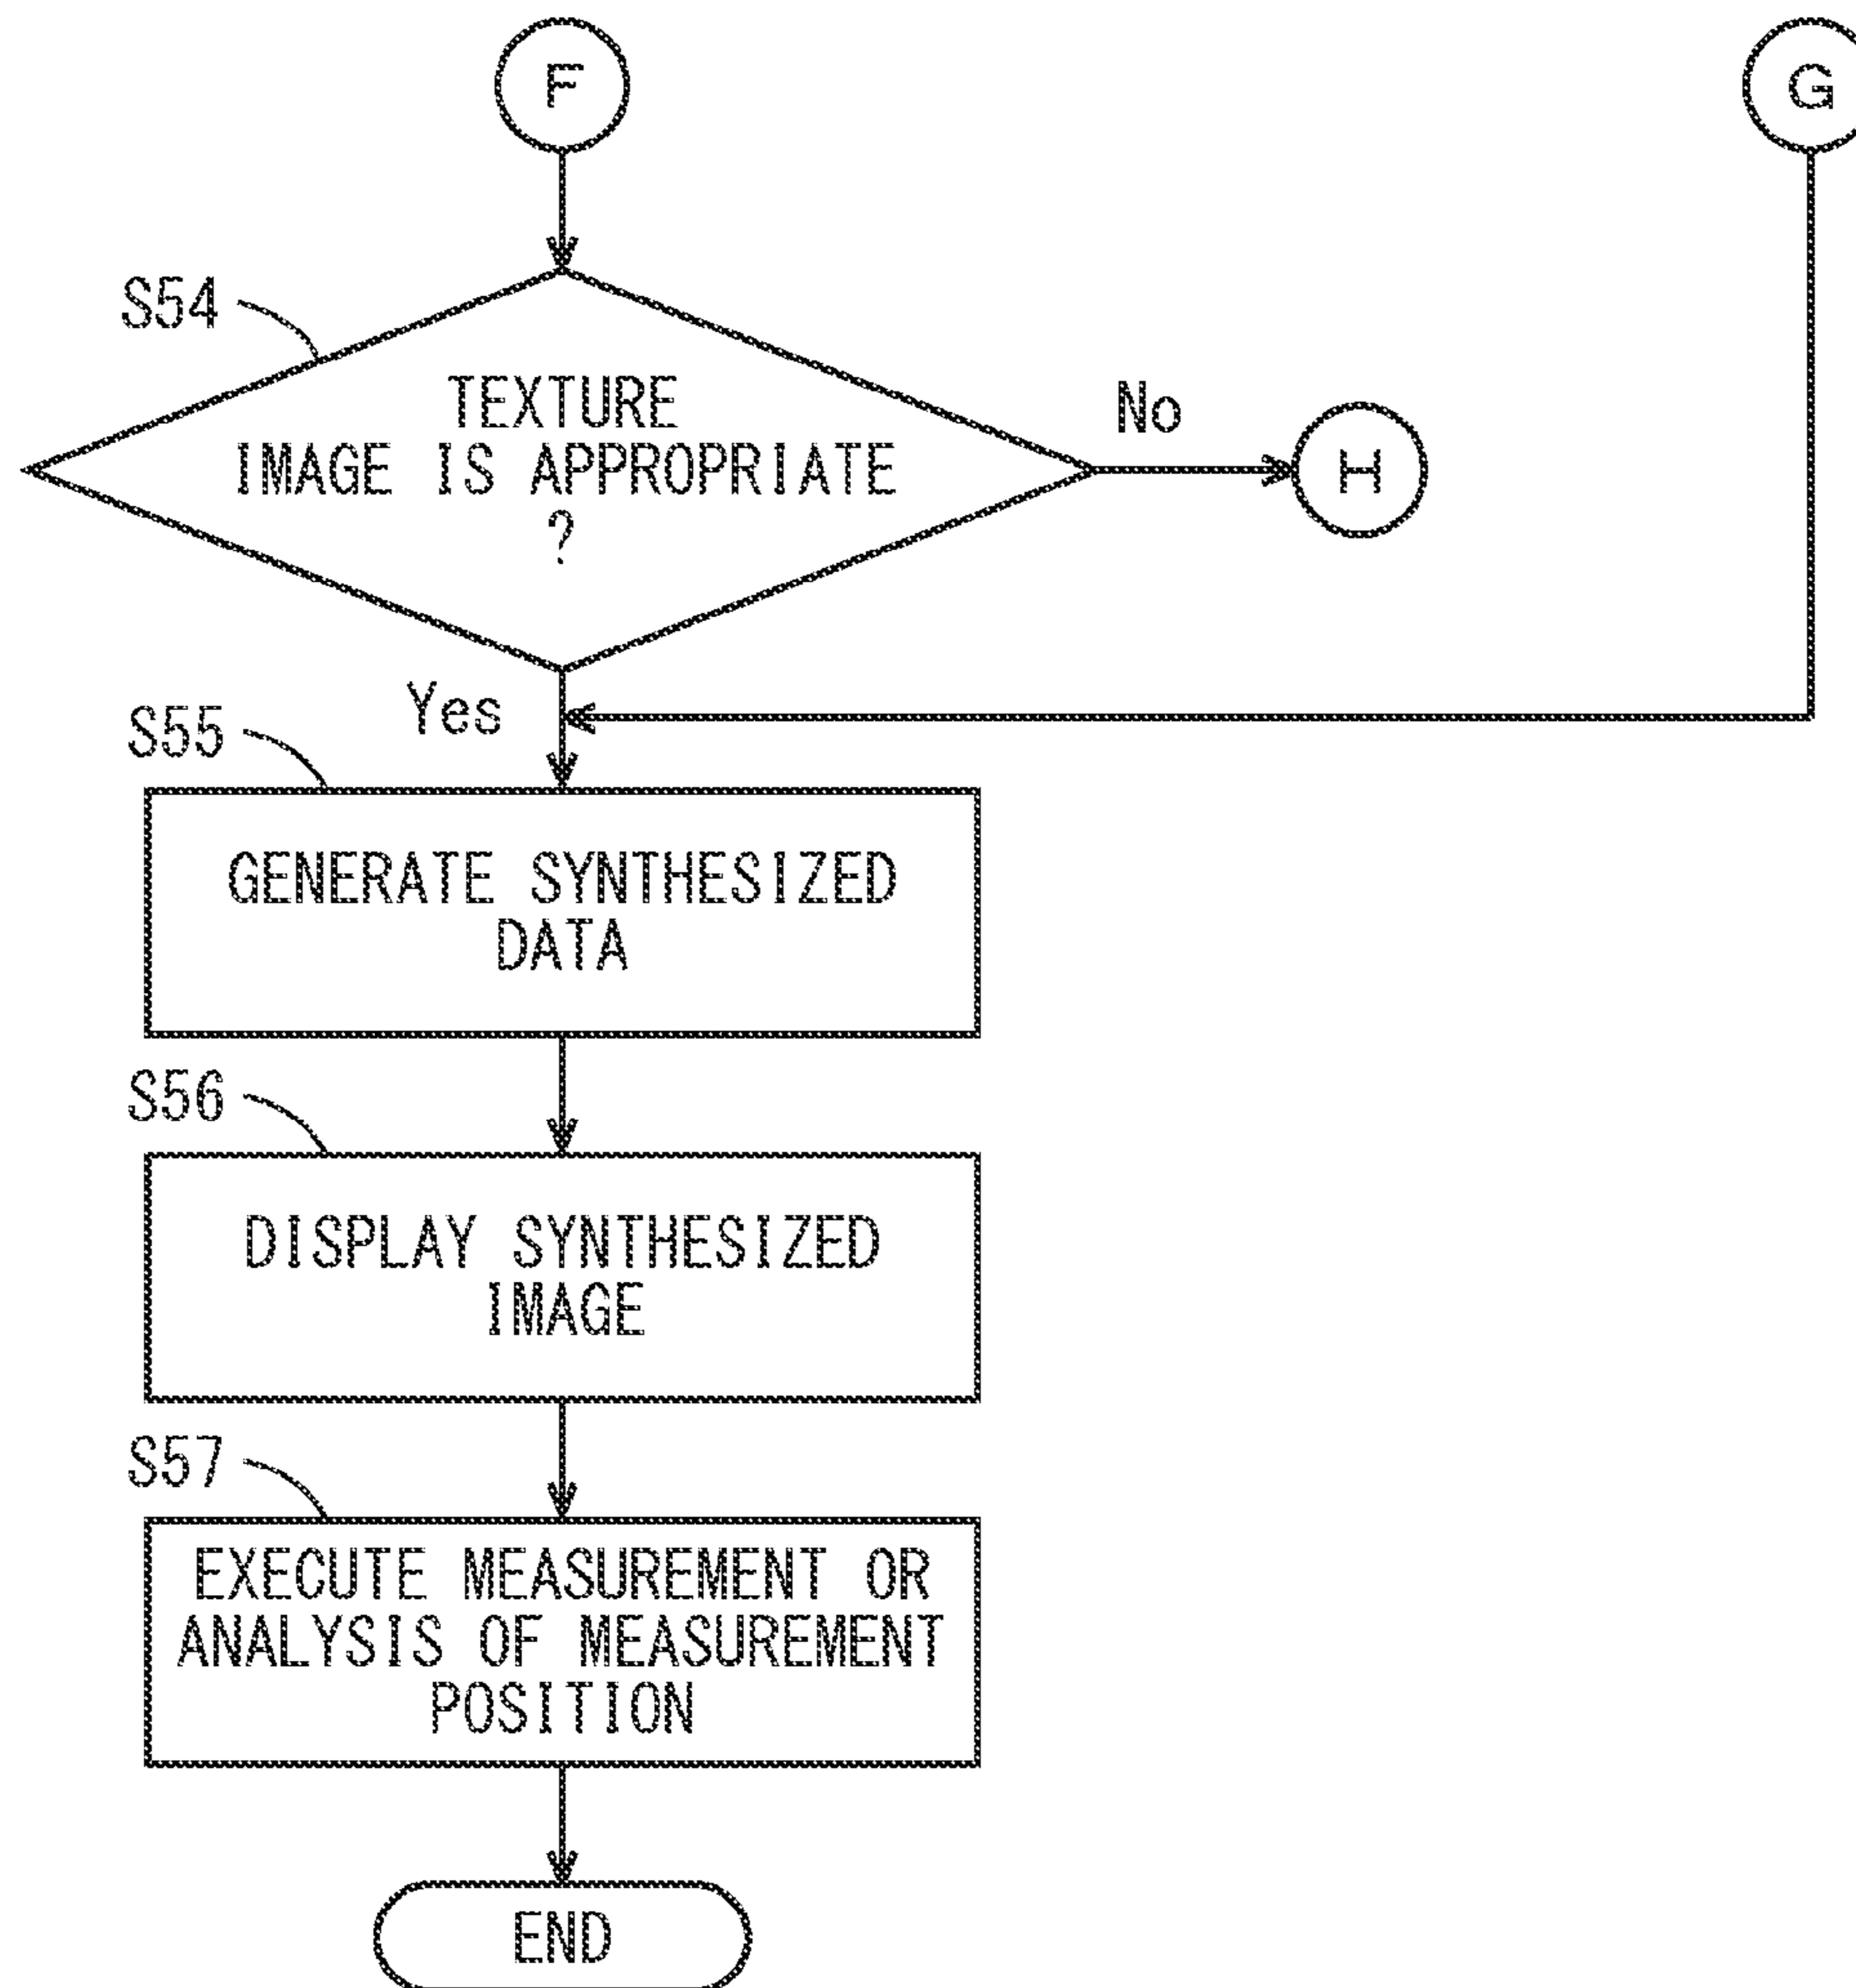 F
G
S54
TEXTURE
IMAGE IS APPROPRIATE
?
No
H
Yes
S55
GENERATE SYNTHESIZED
DATA
S56
DISPLAY SYNTHESIZED
IMAGE
S57
EXECUTE MEASUREMENT OR
ANALYSIS OF MEASUREMENT
POSITION
END